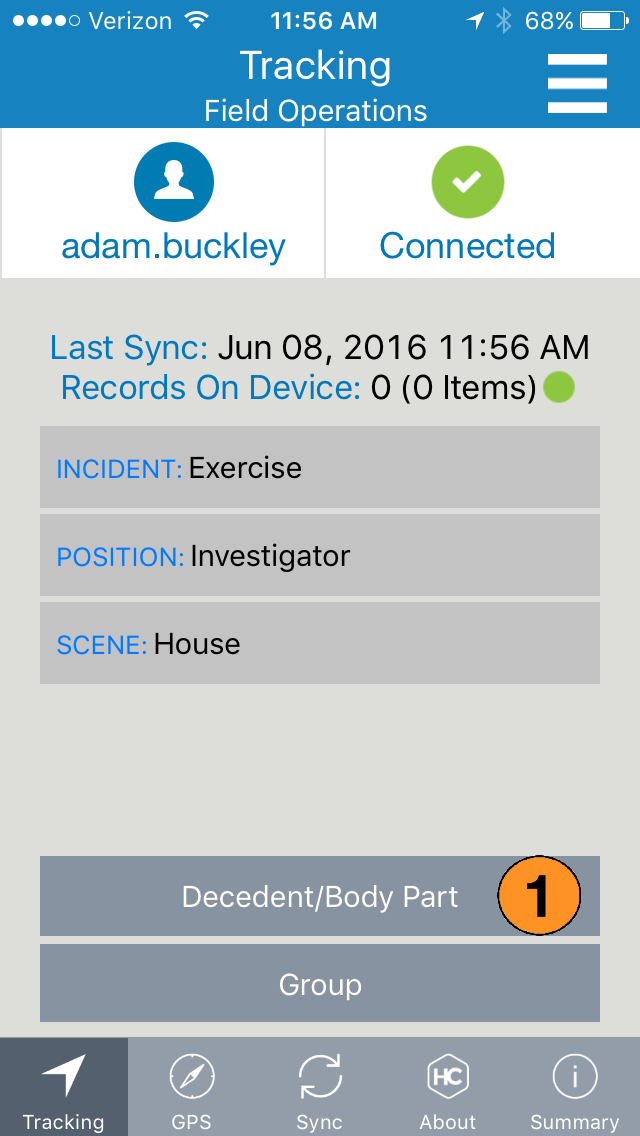 Verizon 11:56 AM 68%
Tracking
Field Operations
adam.buckley Connected
Last Sync: Jun 08, 2016 11:56 AM
Records On Device: 0 (0 Items)
INCIDENT: Exercise
POSITION: Investigator
SCENE: House
Decedent/Body Part 1
Group
HC
Tracking GPS Sync About Summary